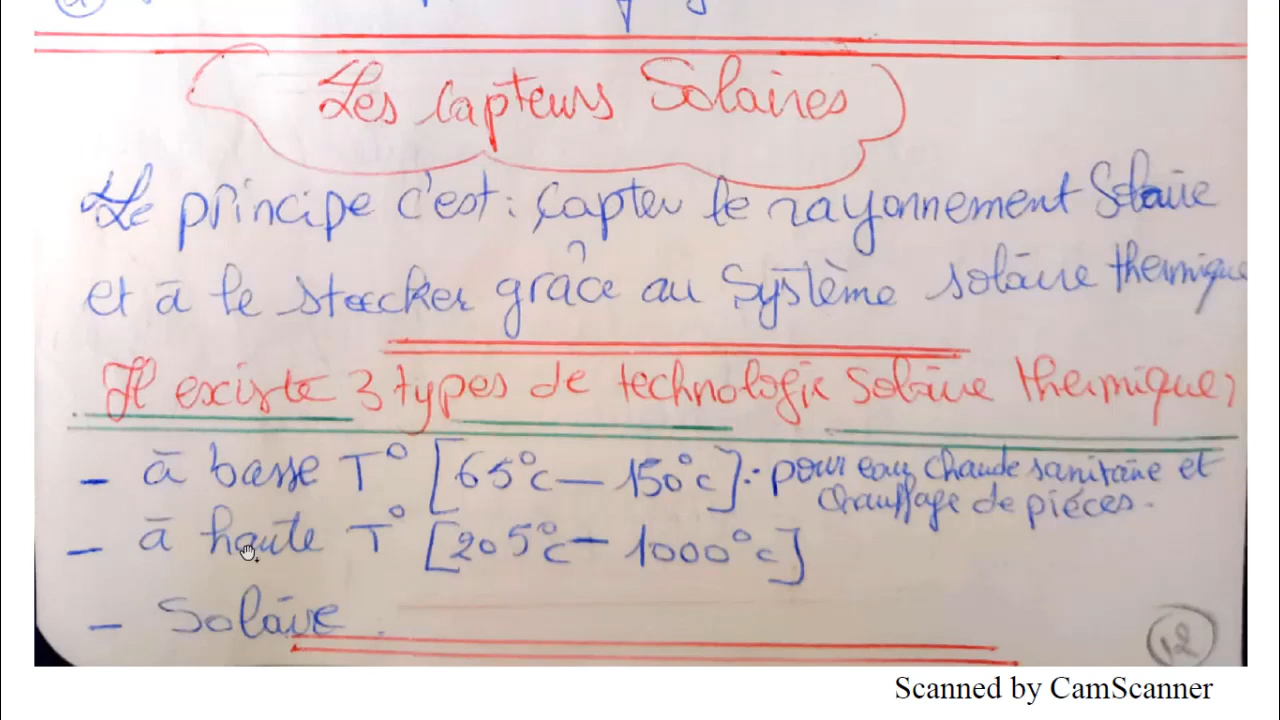 Les Capteurs Solaires
Le principe c'est : capter le rayonnement Solaire
et à le stocker grâce au Système solaire thermique
Il existe 3 types de technologie Solaire thermique,
- à basse T° [65°c - 150°c]. pour eau chaude sanitaire et
chauffage de piéces.
- à haute T° [205°c - 1000°c]
- Solaire.
12
Scanned by CamScanner